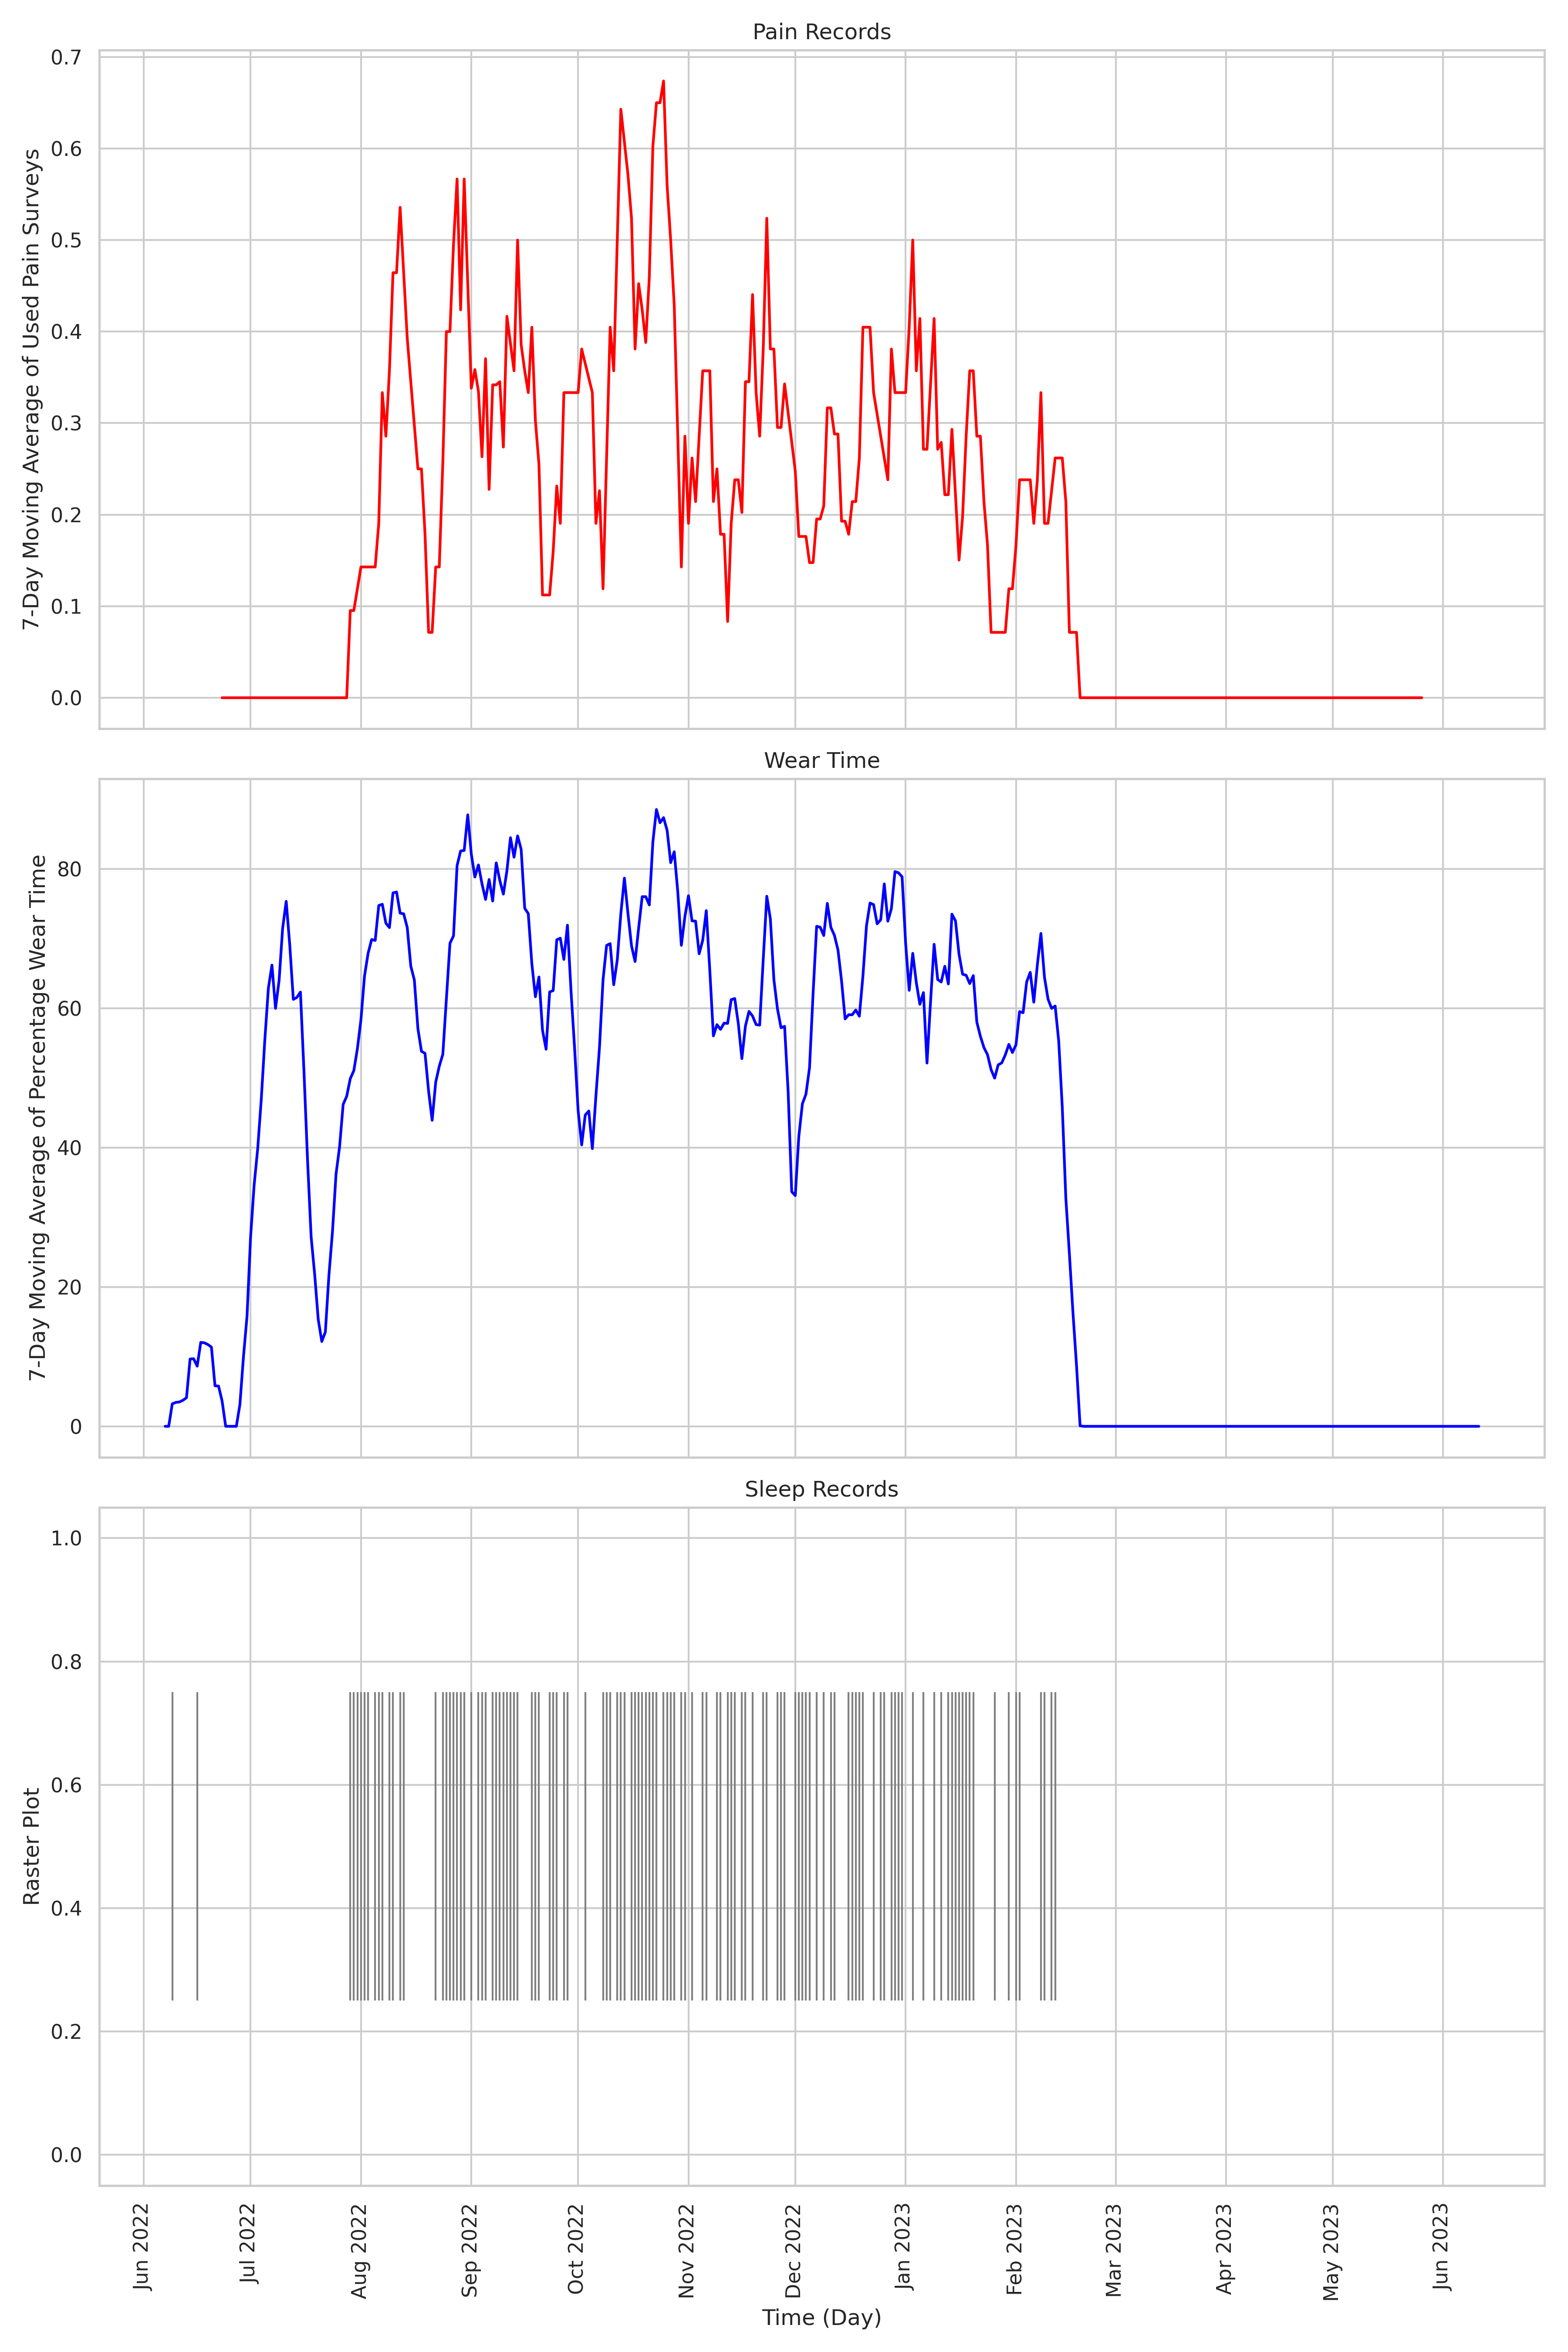 Pain Records
7-Day Moving Average of Used Pain Surveys
0.7
0.6
0.5
0.4
0.3
0.2
0.1
0.0
Wear Time
7-Day Moving Average of Percentage Wear Time
80
60
40
20
0
Sleep Records
Raster Plot
1.0
0.8
0.6
0.4
0.2
0.0
Jun 2022
Jul 2022
Aug 2022
Sep 2022
Oct 2022
Nov 2022
Dec 2022
Jan 2023
Feb 2023
Mar 2023
Apr 2023
May 2023
Jun 2023
Time (Day)